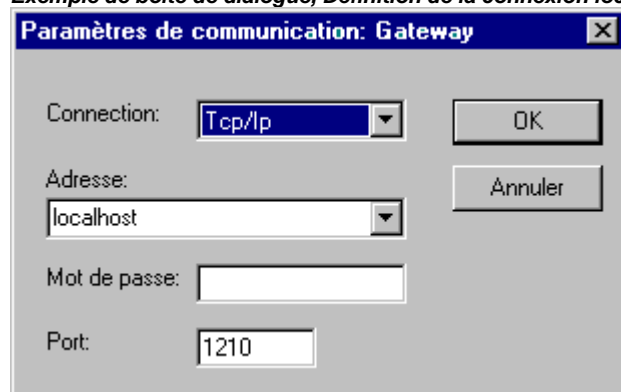 Exemple de boîte de dialogue, Définition de la connexion
Paramètres de communication: Gateway
Connection: Tcp/Ip OK
Adresse: Annuler
localhost
Mot de passe:
Port: 1210